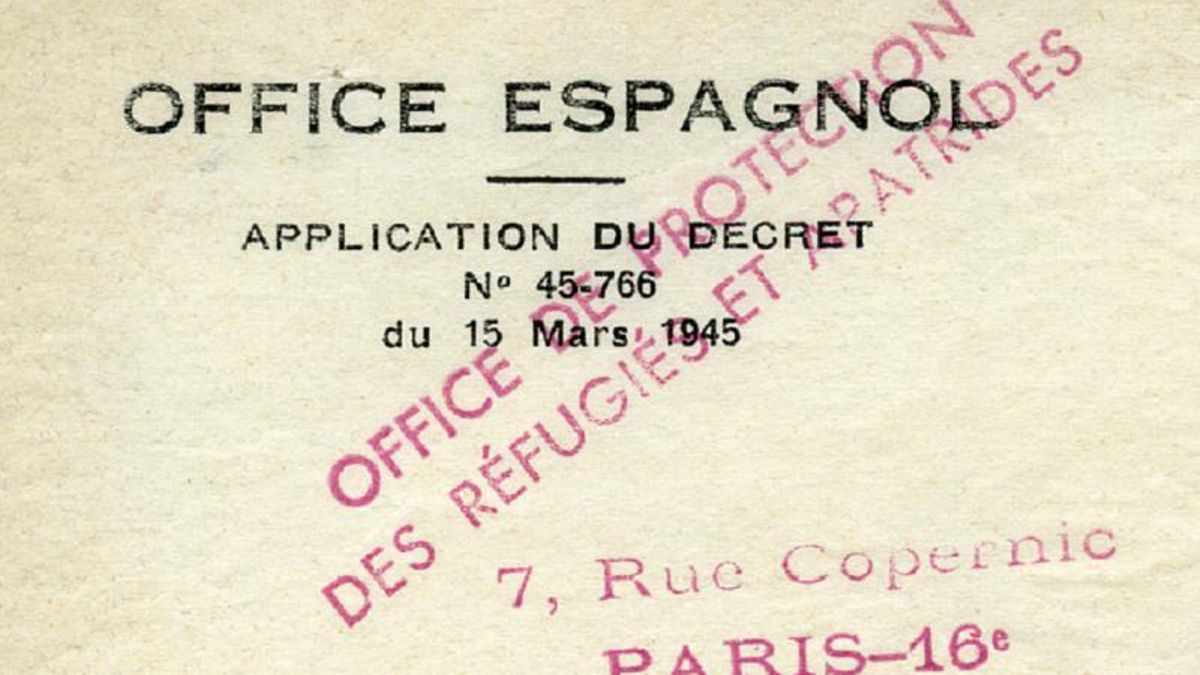 OFFICE ESPAGNOL
APPLICATION DU DECRET
Nº 45-766
du 15 Mars 1945
OFFICE DE PROTECTION
DES RÉFUGIÉS ET APATRIDES
7, Rue Copernic
PARIS-16e